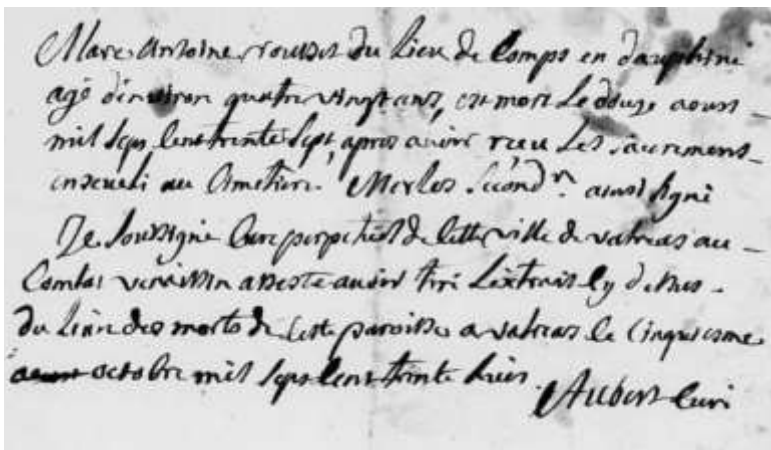 Marc Antoine rousset du Lieu de Comps en dauphiné
agé d'environ quatre vingt ans, est mort Le douze aoust
mil sept cent trente sept, apres avoir receu Les sacremens
enseveli au Cimetiere. Merles Second.re ainsi signé
Je soussigné Curé perpetuel de cette ville de valreas au
Comtat venaissin atteste avoir tiré L'extrait cy dessus
du Livre des morts de cette paroisse a valreas le cinquieme
octobre mil sept cent trente huit.
Aubert Curé